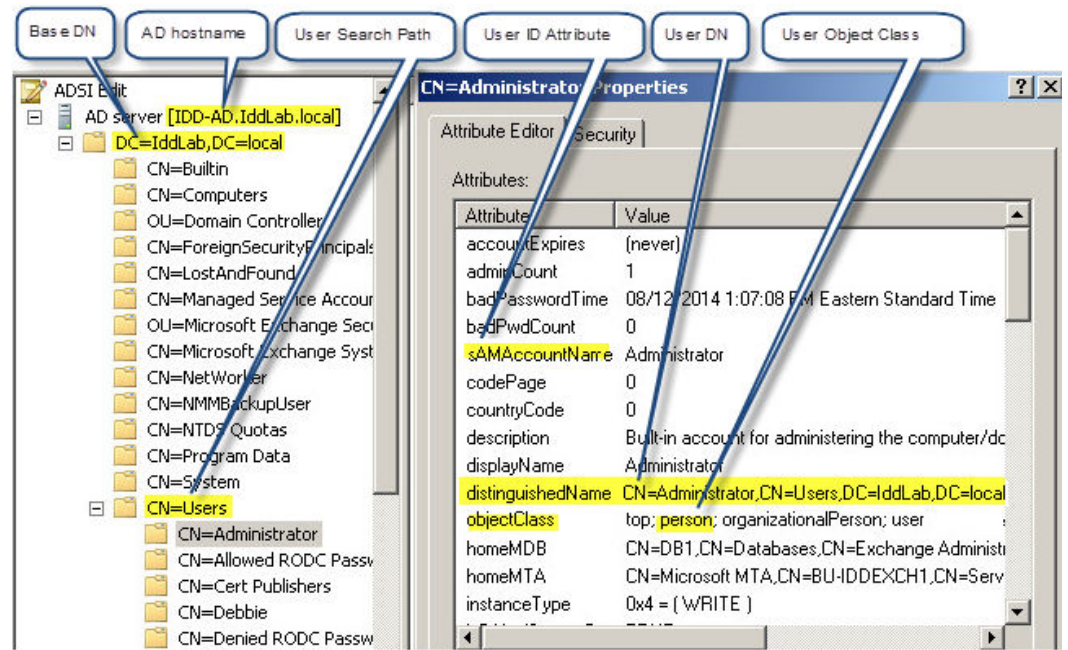 Base DN
AD hostname
User Search Path
User ID Attribute
User DN
User Object Class
ADSI Edit
AD server [IDD-AD.IddLab.local]
DC=IddLab,DC=local
CN=Builtin
CN=Computers
OU=Domain Controller
CN=ForeignSecurityPrincipals
CN=LostAndFound
CN=Managed Service Accour
OU=Microsoft Exchange Secu
CN=Microsoft Exchange Syst
CN=NetWorker
CN=NMMBackupUser
CN=NTDS Quotas
CN=Program Data
CN=System
CN=Users
CN=Administrator
CN=Allowed RODC Passw
CN=Cert Publishers
CN=Debbie
CN=Denied RODC Passw
CN=Administrator Properties
Attribute Editor Security
Attributes:
Attribute Value
accountExpires (never)
adminCount 1
badPasswordTime 08/12/2014 1:07:08 PM Eastern Standard Time
badPwdCount 0
sAMAccountName Administrator
codePage 0
countryCode 0
description Built-in account for administering the computer/do
displayName Administrator
distinguishedName CN=Administrator,CN=Users,DC=IddLab,DC=local
objectClass top; person; organizationalPerson; user
homeMDB CN=DB1,CN=Databases,CN=Exchange Administr
homeMTA CN=Microsoft MTA,CN=BU-IDDEXCH1,CN=Serv
instanceType 0x4 = ( WRITE )